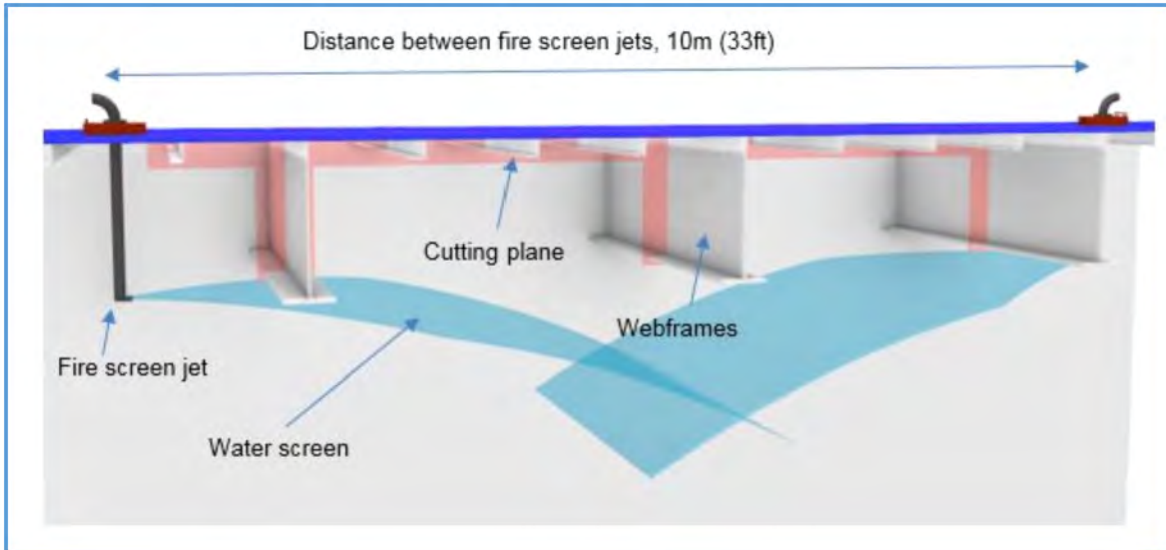 Distance between fire screen jets, 10m (33ft)
Cutting plane
Webframes
Fire screen jet
Water screen